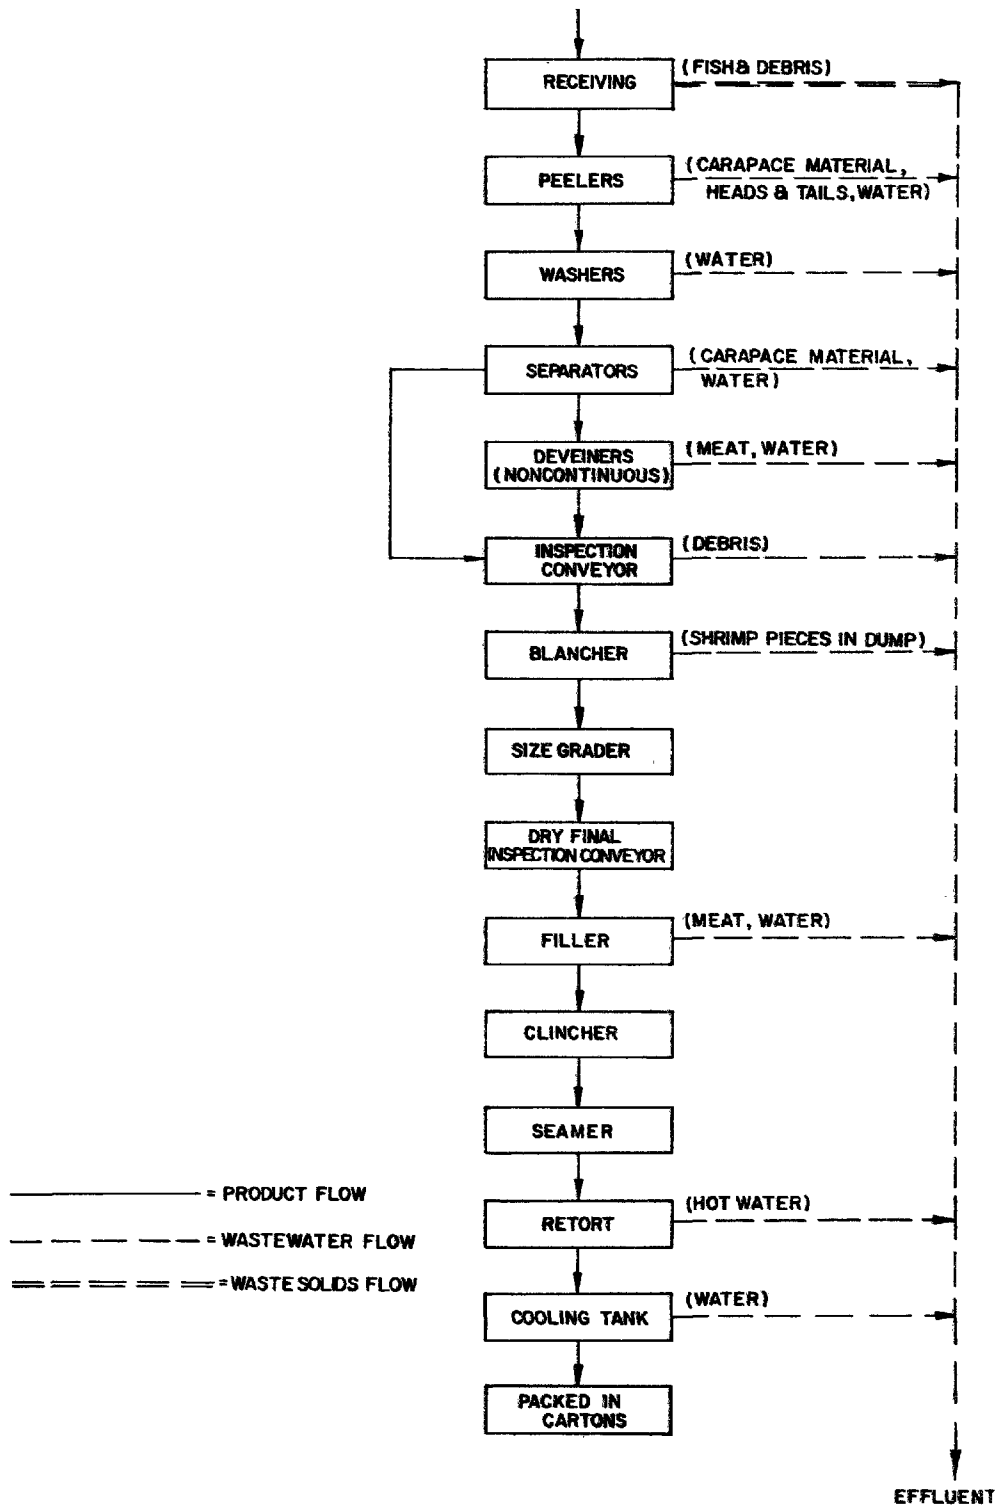 (FISH & DEBRIS)
RECEIVING
(CARAPACE MATERIAL,
HEADS & TAILS, WATER)
PEELERS
(WATER)
WASHERS
(CARAPACE MATERIAL,
WATER)
SEPARATORS
(MEAT, WATER)
DEVEINERS
(NONCONTINUOUS)
(DEBRIS)
INSPECTION
CONVEYOR
(SHRIMP PIECES IN DUMP)
BLANCHER
SIZE GRADER
DRY FINAL
INSPECTION CONVEYOR
(MEAT, WATER)
FILLER
CLINCHER
SEAMER
= PRODUCT FLOW
(HOT WATER)
RETORT
= WASTEWATER FLOW
= WASTE SOLIDS FLOW
(WATER)
COOLING TANK
PACKED IN
CARTONS
EFFLUENT